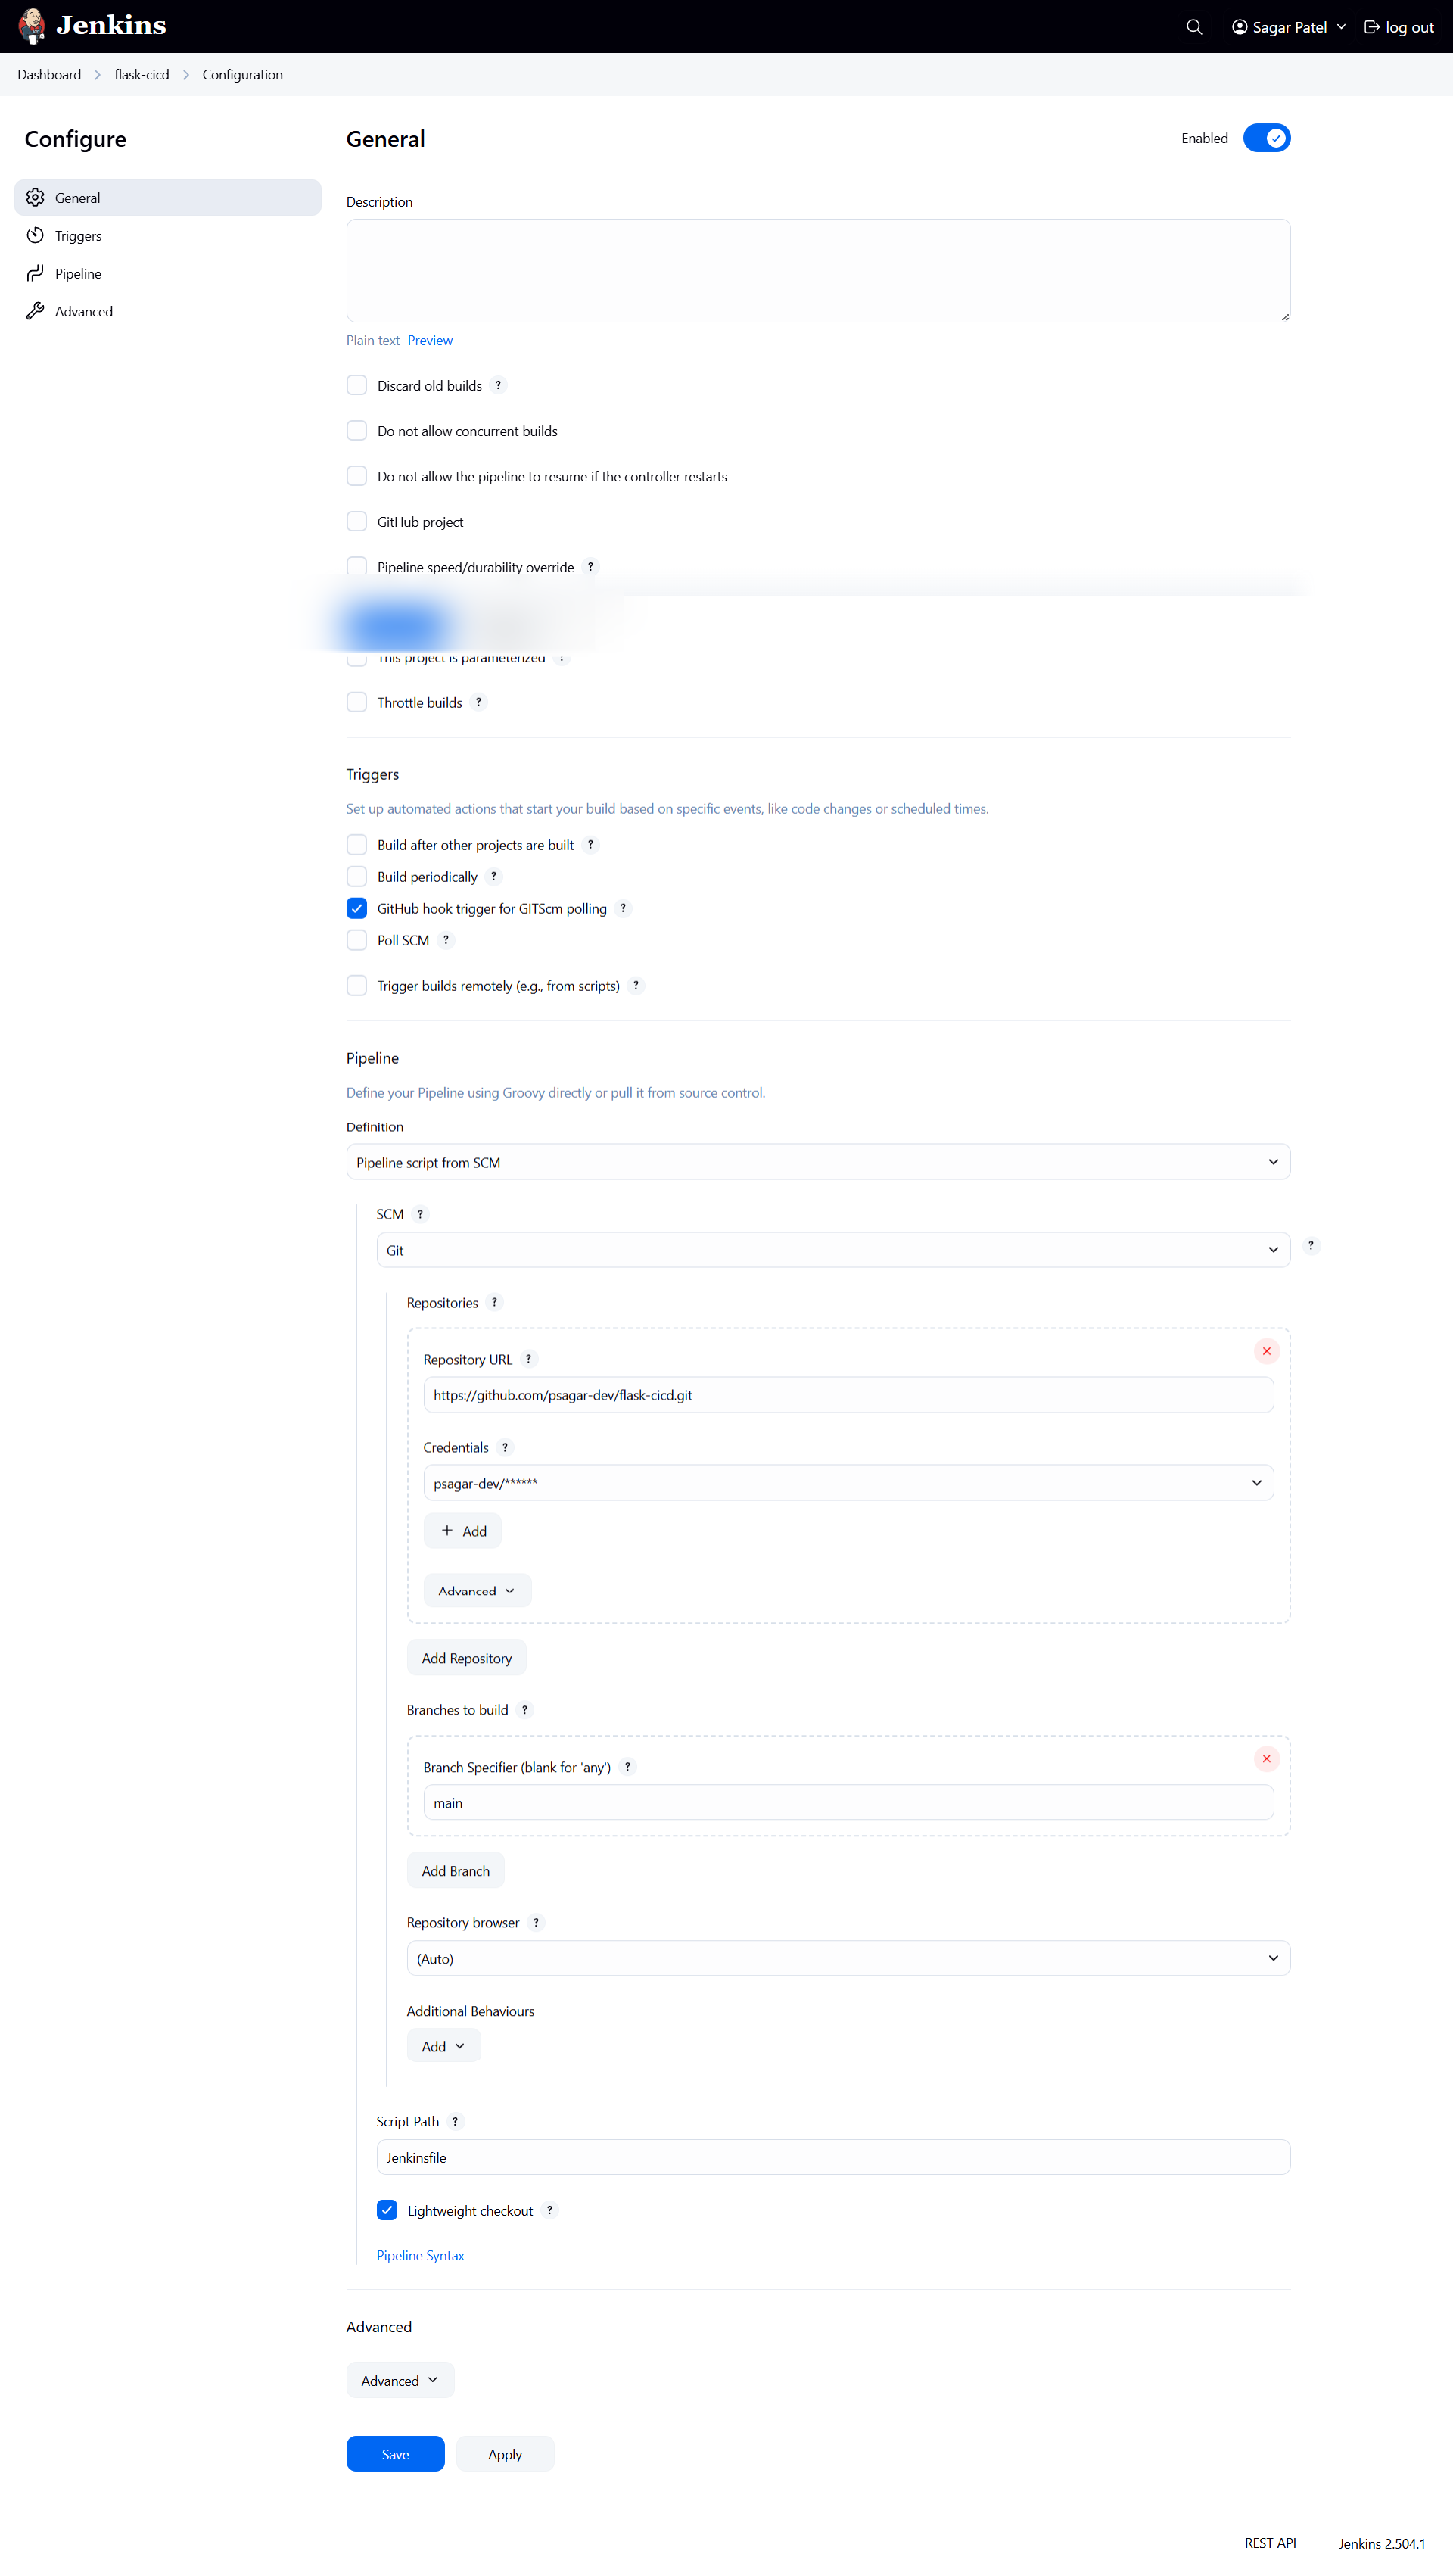 Jenkins
Sagar Patel
log out
Dashboard
flask-cicd
Configuration
Configure
General
Triggers
Pipeline
Advanced
General
Enabled
Description
Plain text Preview
Discard old builds ?
Do not allow concurrent builds
Do not allow the pipeline to resume if the controller restarts
GitHub project
Pipeline speed/durability override ?
This project is parameterized ?
Throttle builds ?
Triggers
Set up automated actions that start your build based on specific events, like code changes or scheduled times.
Build after other projects are built ?
Build periodically ?
GitHub hook trigger for GITScm polling ?
Poll SCM ?
Trigger builds remotely (e.g., from scripts) ?
Pipeline
Define your Pipeline using Groovy directly or pull it from source control.
Definition
Pipeline script from SCM
SCM ?
Git
?
Repositories ?
Repository URL ?
https://github.com/psagar-dev/flask-cicd.git
Credentials ?
psagar-dev/******
+ Add
Advanced
Add Repository
Branches to build ?
Branch Specifier (blank for 'any') ?
main
Add Branch
Repository browser ?
(Auto)
Additional Behaviours
Add
Script Path ?
Jenkinsfile
Lightweight checkout ?
Pipeline Syntax
Advanced
Advanced
Save
Apply
REST API
Jenkins 2.504.1